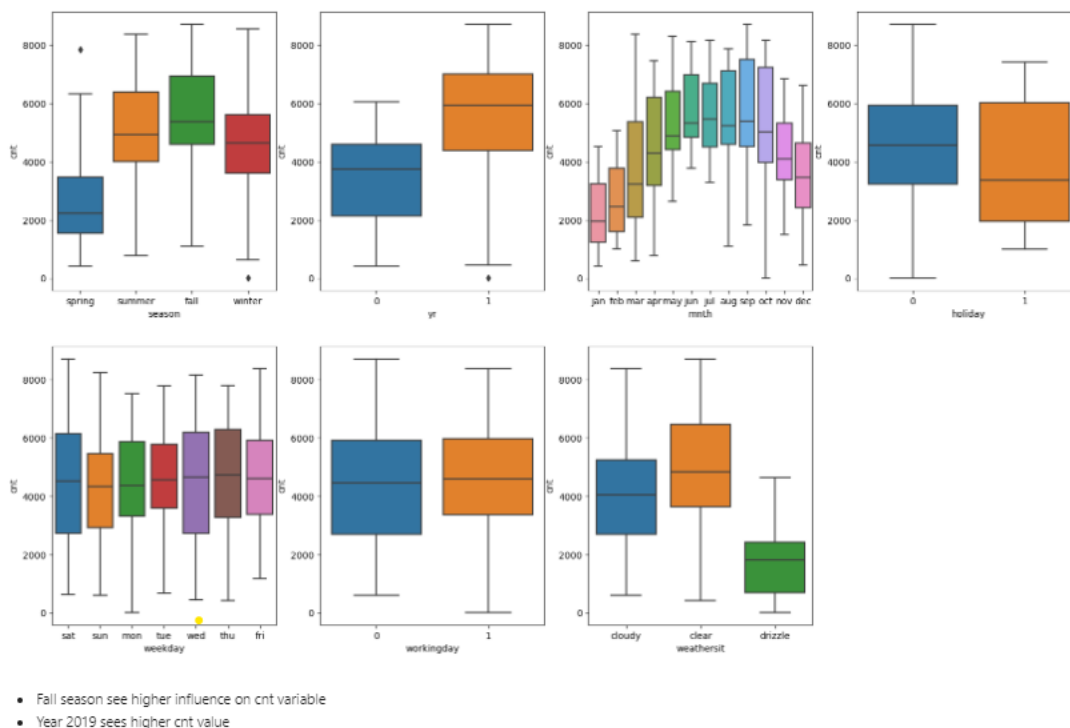 8000
6000
4000
2000
0
cnt
spring summer fall winter
season
8000
6000
4000
2000
0
cnt
0 1
yr
8000
6000
4000
2000
0
cnt
jan feb mar apr may jun jul aug sep oct nov dec
mnth
8000
6000
4000
2000
0
cnt
0 1
holiday
8000
6000
4000
2000
0
cnt
sat sun mon tue wed thu fri
weekday
8000
6000
4000
2000
0
cnt
0 1
workingday
8000
6000
4000
2000
0
cnt
cloudy clear drizzle
weathersit
• Fall season see higher influence on cnt variable
• Year 2019 sees higher cnt value